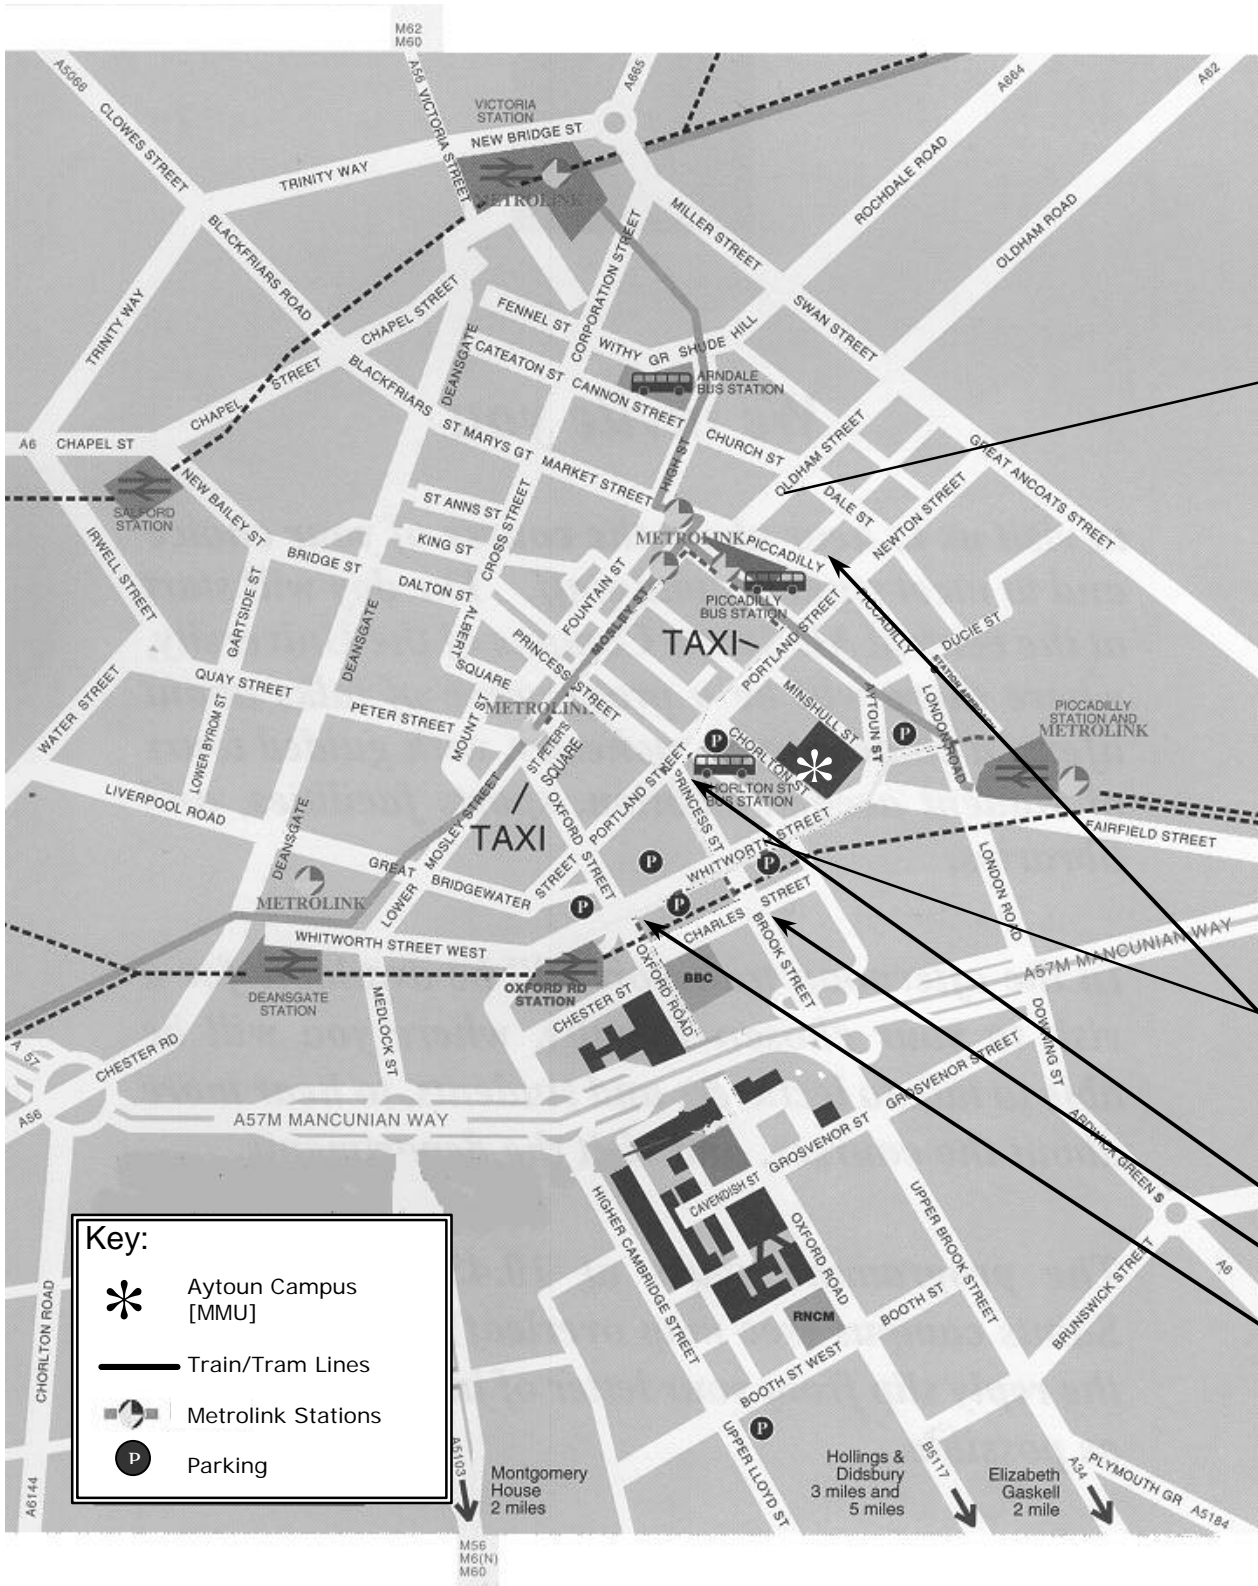 M62
M60
A5066
A56 VICTORIA STREET
A665
A664
A62
CLOWES STREET
VICTORIA
STATION
NEW BRIDGE ST
TRINITY WAY
METROLINK
ROCHDALE ROAD
OLDHAM ROAD
MILLER STREET
BLACKFRIARS ROAD
CORPORATION STREET
SWAN STREET
TRINITY WAY
CHAPEL STREET
FENNEL ST
WITHY GR
SHUDE HILL
DEANSGATE
CATEATON ST
CANNON STREET
ARNDALE
BUS STATION
CHAPEL STREET
BLACKFRIARS
ST MARYS GT
MARKET STREET
HIGH ST
CHURCH ST
OLDHAM STREET
GREAT ANCOATS STREET
A6 CHAPEL ST
DALE ST
NEWTON STREET
SALFORD
STATION
NEW BAILEY ST
ST ANNS ST
KING ST
CROSS STREET
METROLINK
PICCADILLY
IRWELL STREET
BRIDGE ST
DALTON ST
FOUNTAIN ST
MOSLEY ST
PICCADILLY
BUS STATION
PORTLAND STREET
PICCADILLY
DUCIE ST
GARTSIDE ST
ALBERT
SQUARE
PRINCESS STREET
TAXI
STATION APPROACH
DEANSGATE
MINSHULL ST
AYTOUN ST
LONDON ROAD
QUAY STREET
PETER STREET
MOUNT ST
METROLINK
ST PETER'S
SQUARE
PICCADILLY
STATION AND
METROLINK
WATER STREET
LOWER BYROM ST
P
P
CHORLTON ST
CHORLTON ST
BUS STATION
LIVERPOOL ROAD
LOWER MOSLEY STREET
TAXI
OXFORD STREET
PORTLAND STREET
PRINCESS ST
FAIRFIELD STREET
DEANSGATE
GREAT
BRIDGEWATER
STREET
WHITWORTH STREET
P
P
P
P
LONDON ROAD
METROLINK
WHITWORTH STREET WEST
CHARLES STREET
BROOK STREET
A57M MANCUNIAN WAY
DEANSGATE
STATION
OXFORD RD
STATION
OXFORD ROAD
BBC
MEDLOCK ST
CHESTER ST
A 57
CHESTER RD
DOWNING ST
GROSVENOR STREET
A56
A57M MANCUNIAN WAY
ARDWICK GREEN S
GROSVENOR ST
CAVENDISH ST
HIGHER CAMBRIDGE STREET
OXFORD ROAD
UPPER BROOK STREET
A6
BRUNSWICK STREET
BOOTH ST
RNCM
BOOTH ST WEST
CHORLTON ROAD
Key:
Aytoun Campus
[MMU]
Train/Tram Lines
Metrolink Stations
P
Parking
P
A6144
A5103
Montgomery
House
2 miles
UPPER LLOYD ST
Hollings &
Didsbury
3 miles and
5 miles
B5117
Elizabeth
Gaskell
2 mile
A34
PLYMOUTH GR
A5184
M56
M6(N)
M60